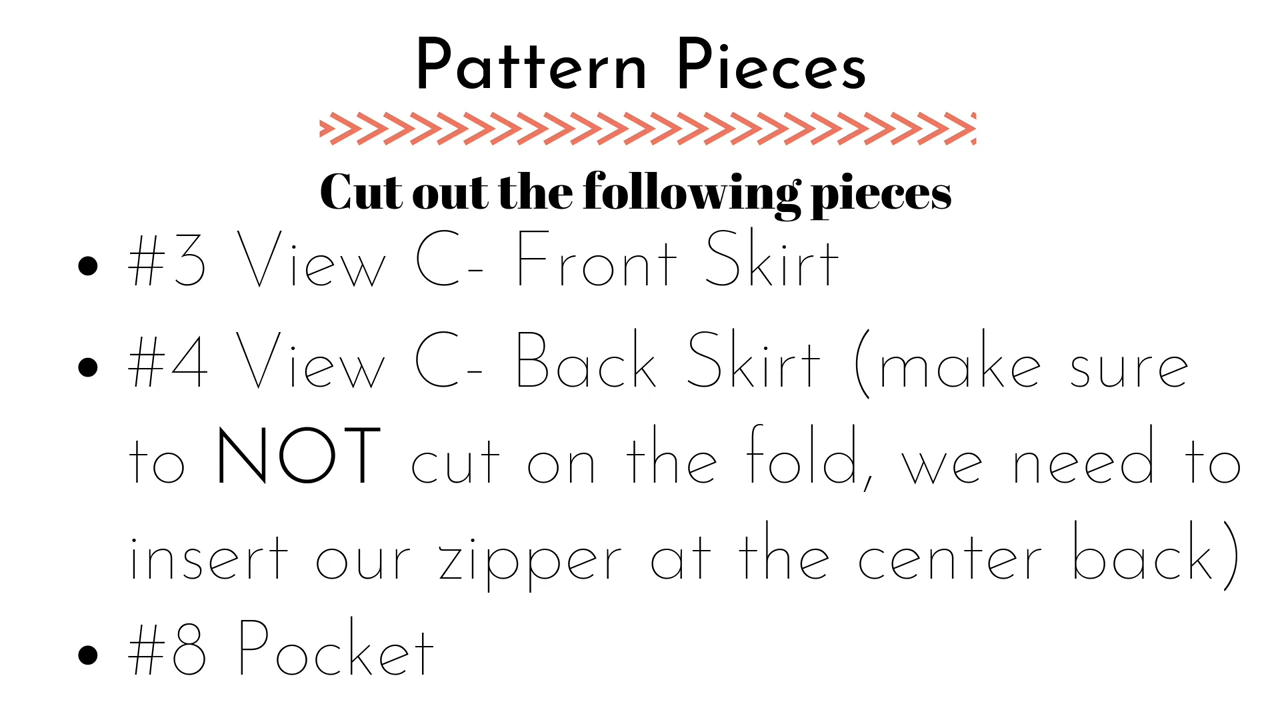 Pattern Pieces
Cut out the following pieces
• #3 View C- Front Skirt
• #4 View C- Back Skirt (make sure
to NOT cut on the fold, we need to
insert our zipper at the center back)
• #8 Pocket